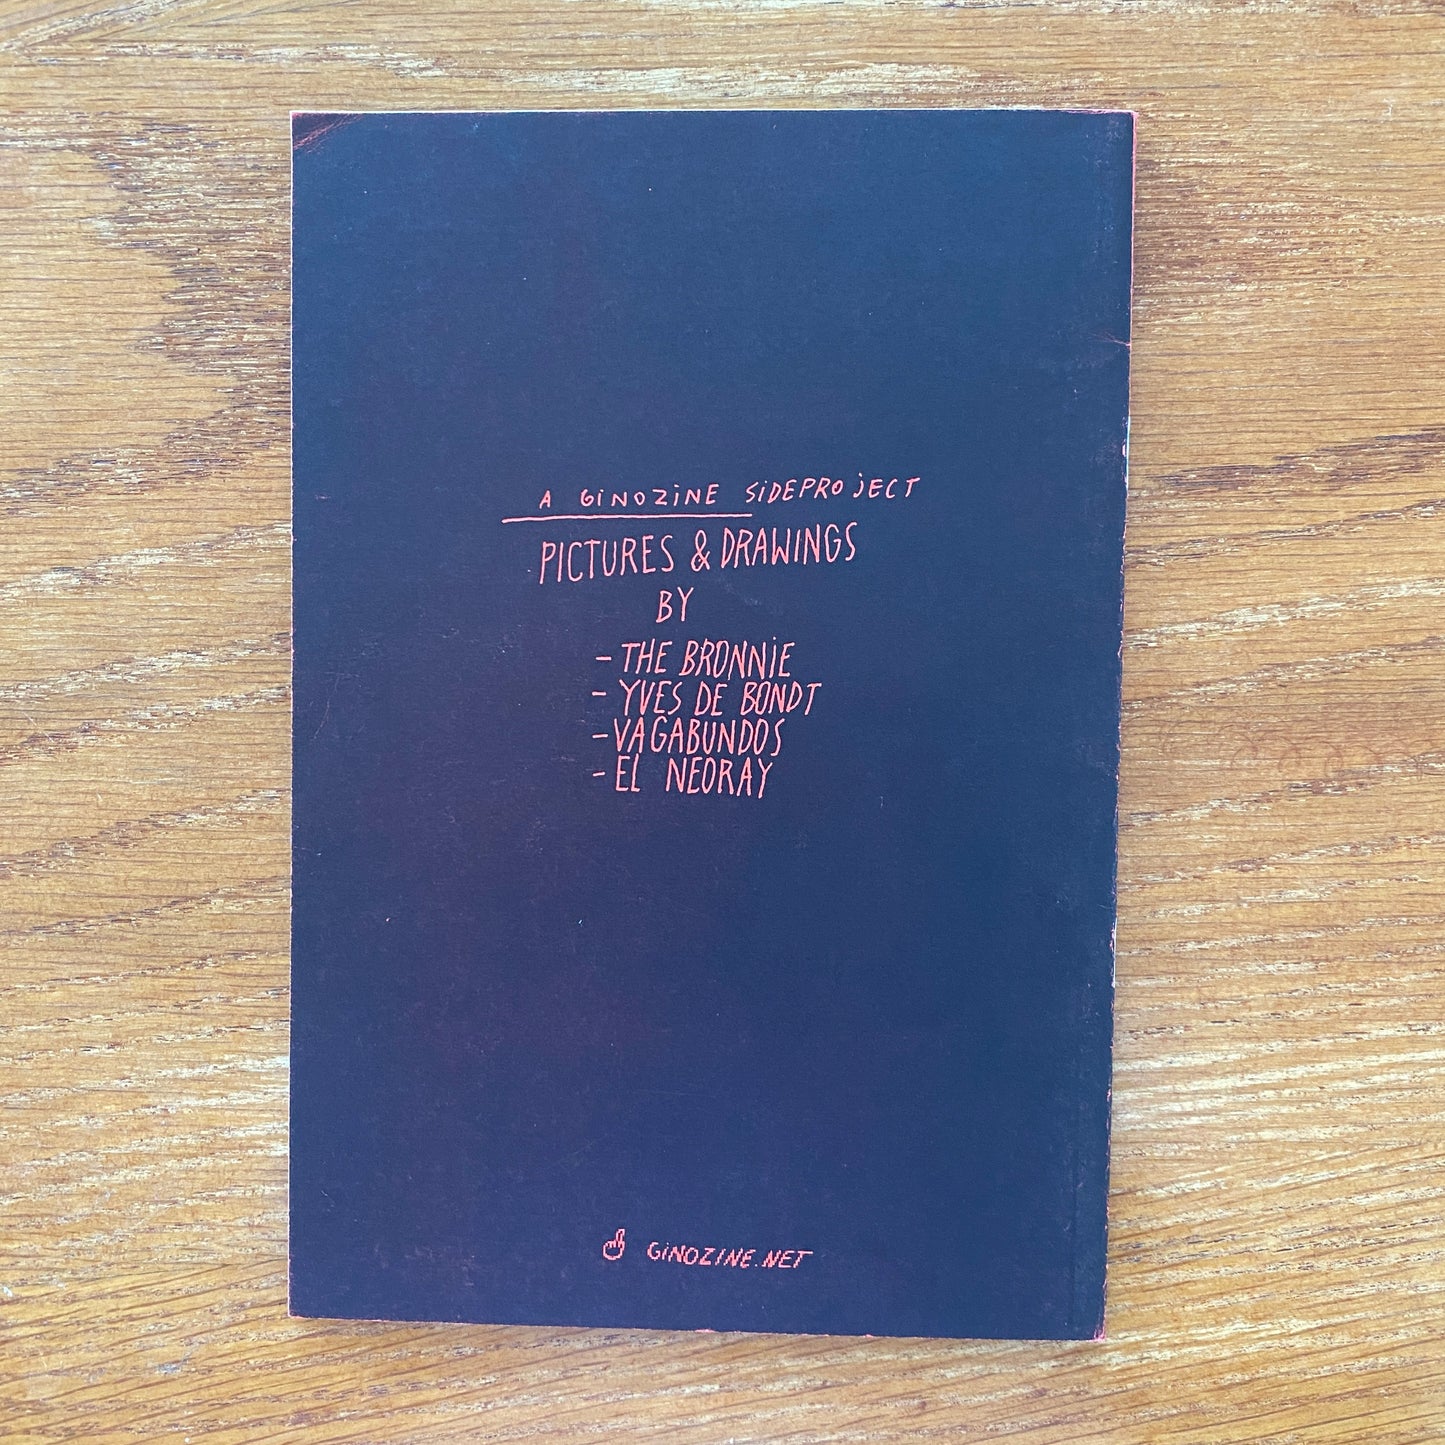 A GiNOZiNE SiDEPROjECT
PICTURES & DRAWINGS
BY
- THE BRONNiE
- YVES DE BONDT
- VAGABUNDOS
- EL NEORAY
GiNOZINE.NET